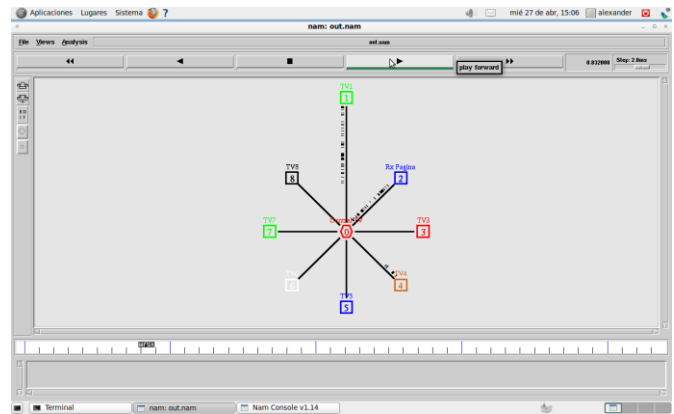 Aplicaciones Lugares Sistema ?
mié 27 de abr, 15:06 alexander
nam: out.nam
File Views Analysis
out.nam
play forward
0.832000 Step: 2.0ms
TV1
1
TV8
8
Rx Pagina
2
TV7
7
0
TV3
3
6
TV4
4
TV5
5
Terminal
nam: out.nam
Nam Console v1.14